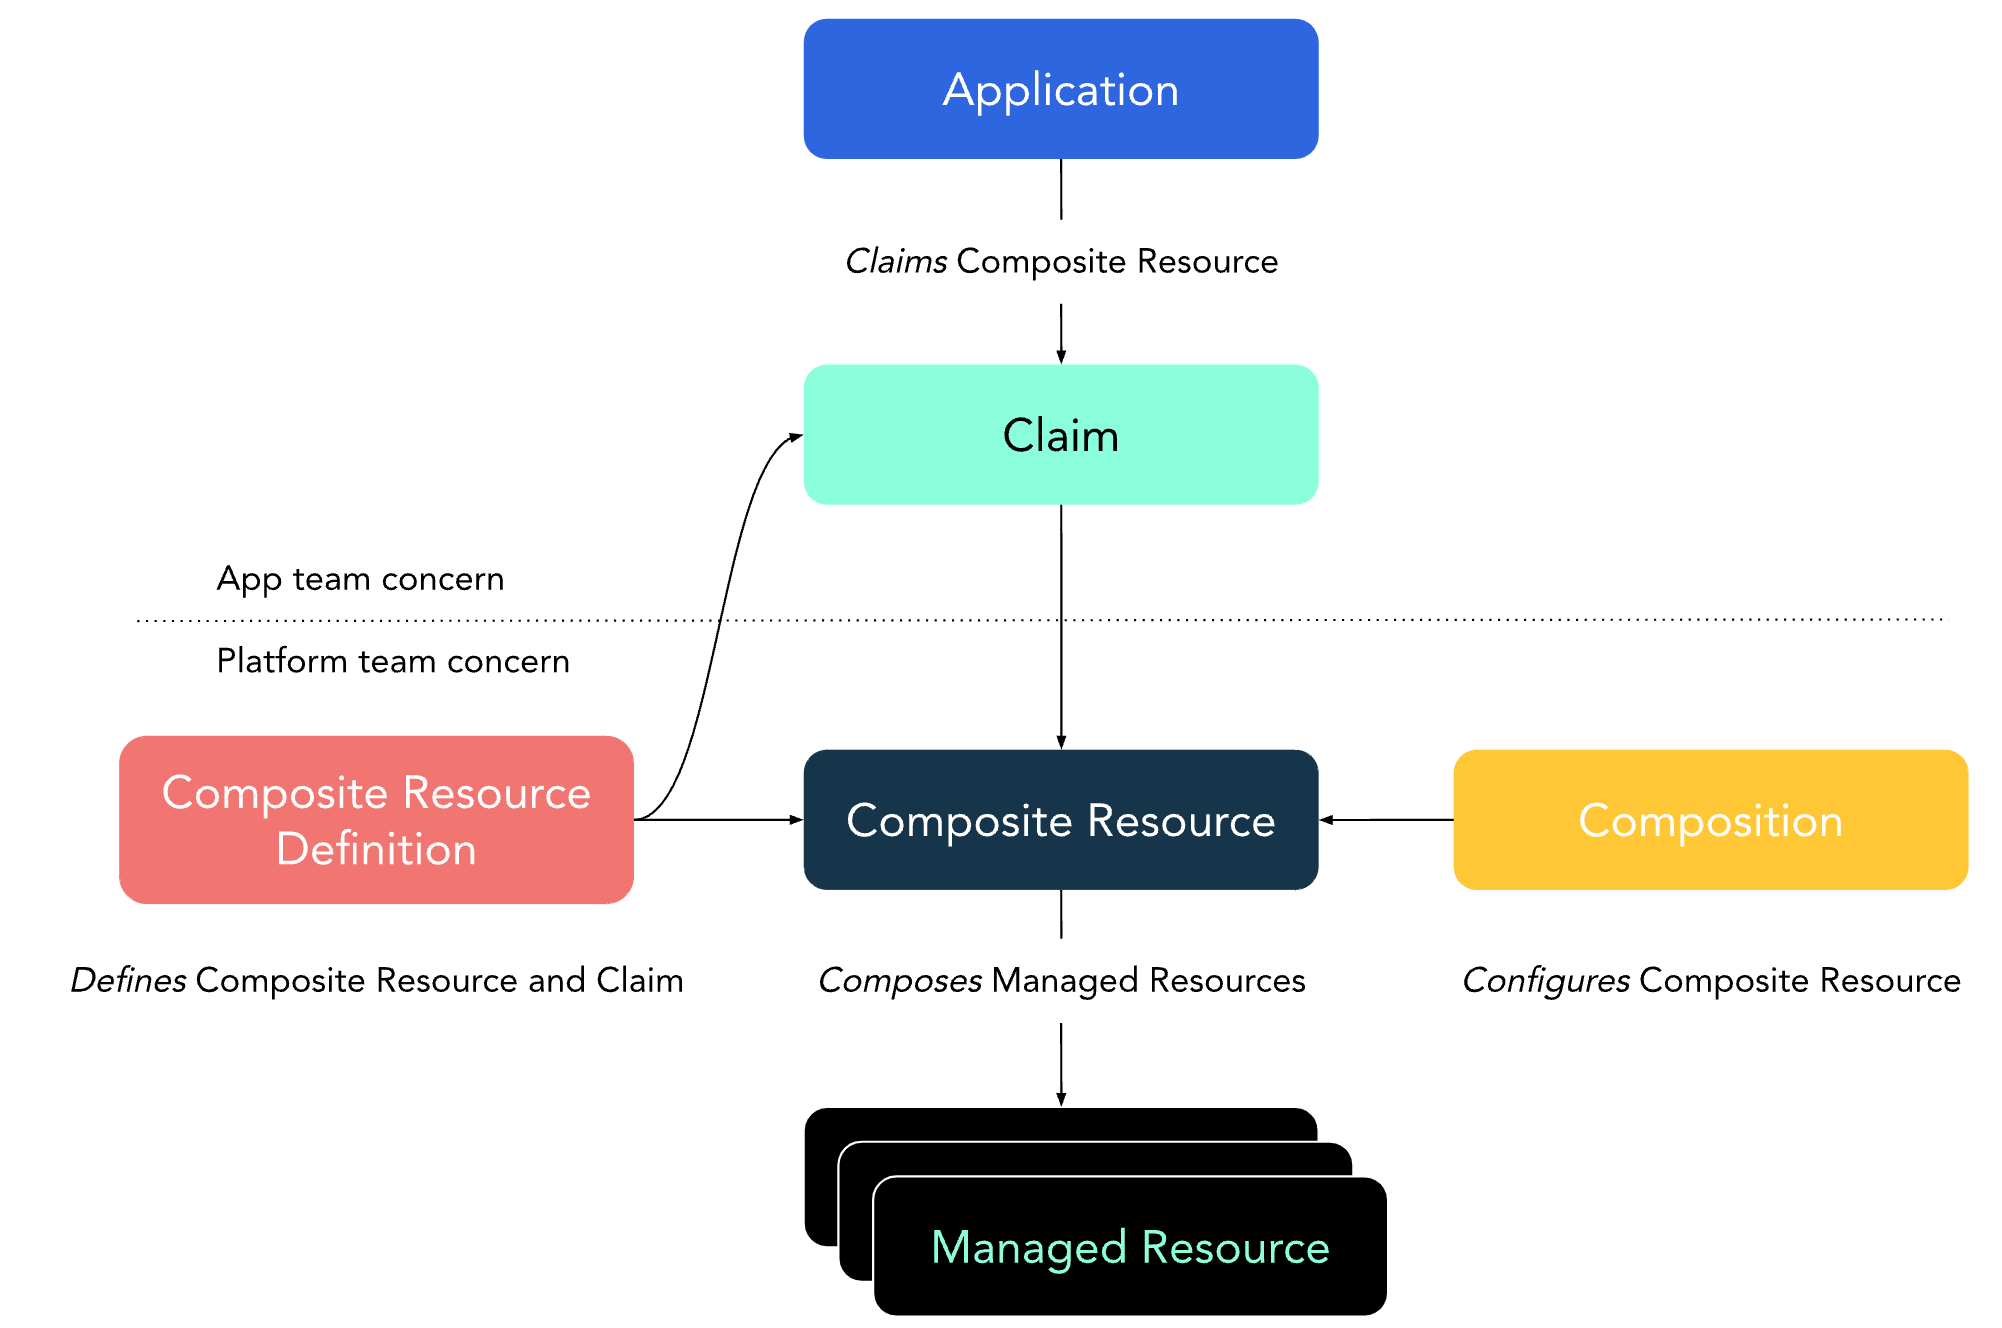 Application
Claims Composite Resource
Claim
App team concern
Platform team concern
Composite Resource
Definition
Composite Resource
Composition
Defines Composite Resource and Claim
Composes Managed Resources
Configures Composite Resource
Managed Resource